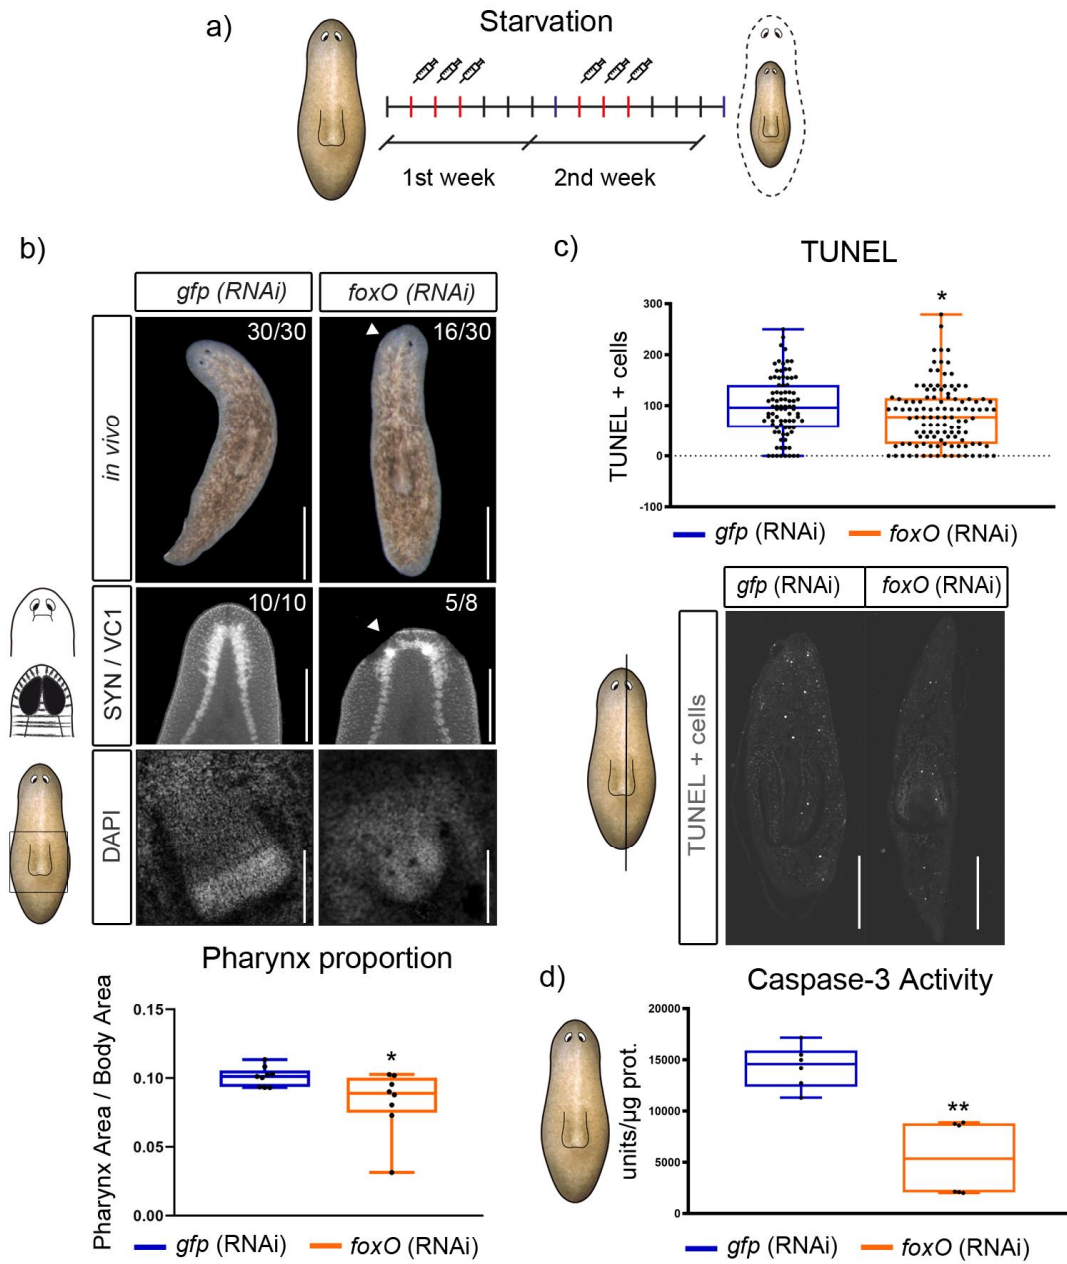 a)
Starvation
1st week
2nd week
b)
gfp (RNAi)
foxO (RNAi)
in vivo
30/30
16/30
SYN / VC1
10/10
5/8
DAPI
Pharynx proportion
Pharynx Area / Body Area
0.15
0.10
0.05
0.00
*
gfp (RNAi)
foxO (RNAi)
c)
TUNEL
TUNEL + cells
300
200
100
0
-100
*
gfp (RNAi)
foxO (RNAi)
gfp (RNAi)
foxO (RNAi)
TUNEL + cells
d)
Caspase-3 Activity
units/µg prot.
20000
15000
10000
5000
0
**
gfp (RNAi)
foxO (RNAi)